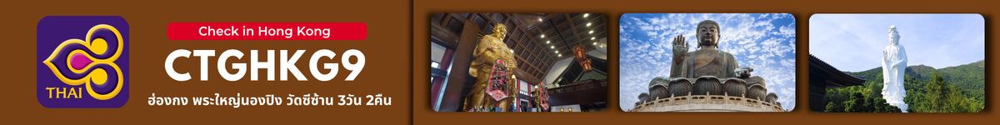 THAI
Check in Hong Kong
CTGHKG9
ฮ่องกง พระใหญ่นองปิง วัดซีซ้าน 3วัน 2คืน